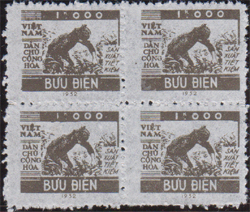 1:000
VIỆT
NAM
DÂN
CHỦ
CỘNG
HÒA
SẢN
XUẤT
TIẾT
KIỆM
BƯU ĐIỆN
1952
1:000
VIỆT
NAM
DÂN
CHỦ
CỘNG
HÒA
SẢN
XUẤT
TIẾT
KIỆM
BƯU ĐIỆN
1952
1:000
VIỆT
NAM
DÂN
CHỦ
CỘNG
HÒA
SẢN
XUẤT
TIẾT
KIỆM
BƯU ĐIỆN
1952
1:000
VIỆT
NAM
DÂN
CHỦ
CỘNG
HÒA
SẢN
XUẤT
TIẾT
KIỆM
BƯU ĐIỆN
1952